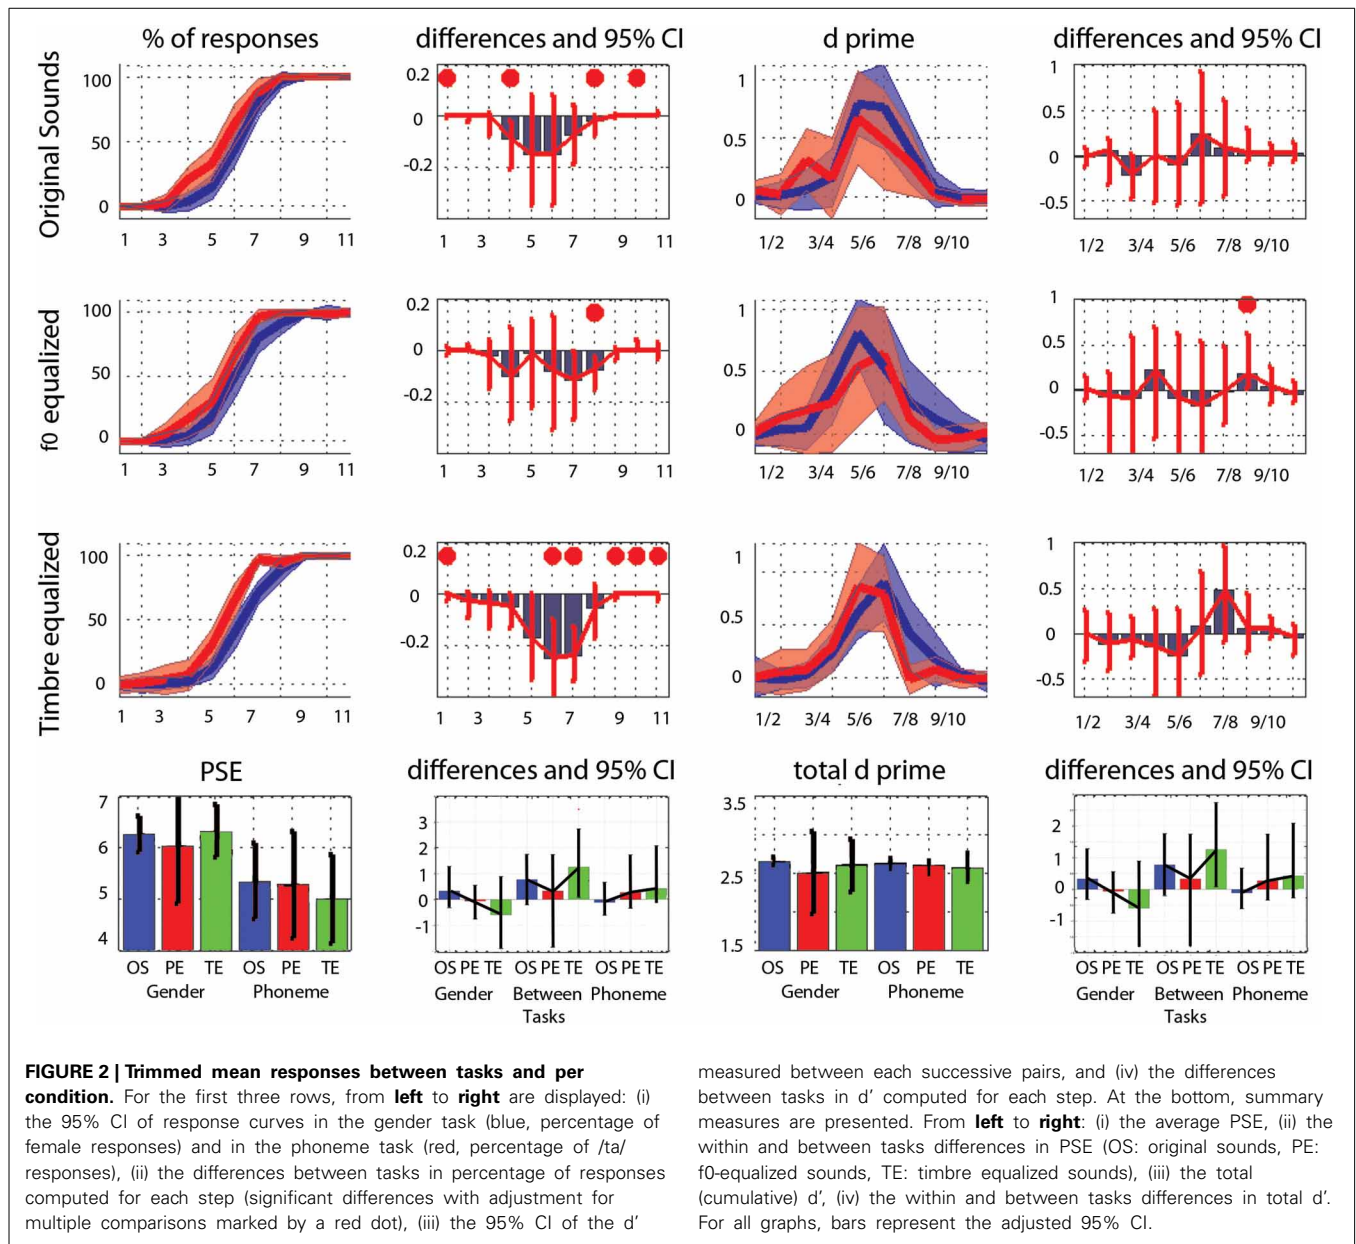 % of responses
differences and 95% CI
d prime
differences and 95% CI
Original Sounds
100
50
0
1 3 5 7 11
0.2
0
-0.2
1 3 5 7 11
1
0.5
0
1/2 3/4 5/6 7/8 9/10
1
0.5
0
-0.5
1/2 3/4 5/6 7/8 9/10
f0 equalized
100
50
0
1 3 5 7 11
0.2
0
-0.2
1 3 5 7 11
1
0.5
0
1/2 3/4 5/6 7/8 9/10
1
0.5
0
-0.5
1/2 3/4 5/6 7/8 9/10
Timbre equalized
100
50
0
1 3 5 7 11
0.2
0
-0.2
1 3 5 7 11
1
0.5
0
1/2 3/4 5/6 7/8 9/10
1
0.5
0
-0.5
1/2 3/4 5/6 7/8 9/10
PSE
differences and 95% CI
total d prime
differences and 95% CI
7
6
5
4
OS PE TE OS PE TE
Gender Phoneme
3
2
1
0
-1
OS PE TE OS PE TE OS PE TE
Gender Between Phoneme
Tasks
3.5
2.5
1.5
OS PE TE OS PE TE
Gender Phoneme
2
1
0
-1
OS PE TE OS PE TE OS PE TE
Gender Between Phoneme
Tasks
FIGURE 2 | Trimmed mean responses between tasks and per
condition. For the first three rows, from left to right are displayed: (i)
the 95% CI of response curves in the gender task (blue, percentage of
female responses) and in the phoneme task (red, percentage of /ta/
responses), (ii) the differences between tasks in percentage of responses
computed for each step (significant differences with adjustment for
multiple comparisons marked by a red dot), (iii) the 95% CI of the d’
measured between each successive pairs, and (iv) the differences
between tasks in d’ computed for each step. At the bottom, summary
measures are presented. From left to right: (i) the average PSE, (ii) the
within and between tasks differences in PSE (OS: original sounds, PE:
f0-equalized sounds, TE: timbre equalized sounds), (iii) the total
(cumulative) d’, (iv) the within and between tasks differences in total d’.
For all graphs, bars represent the adjusted 95% CI.